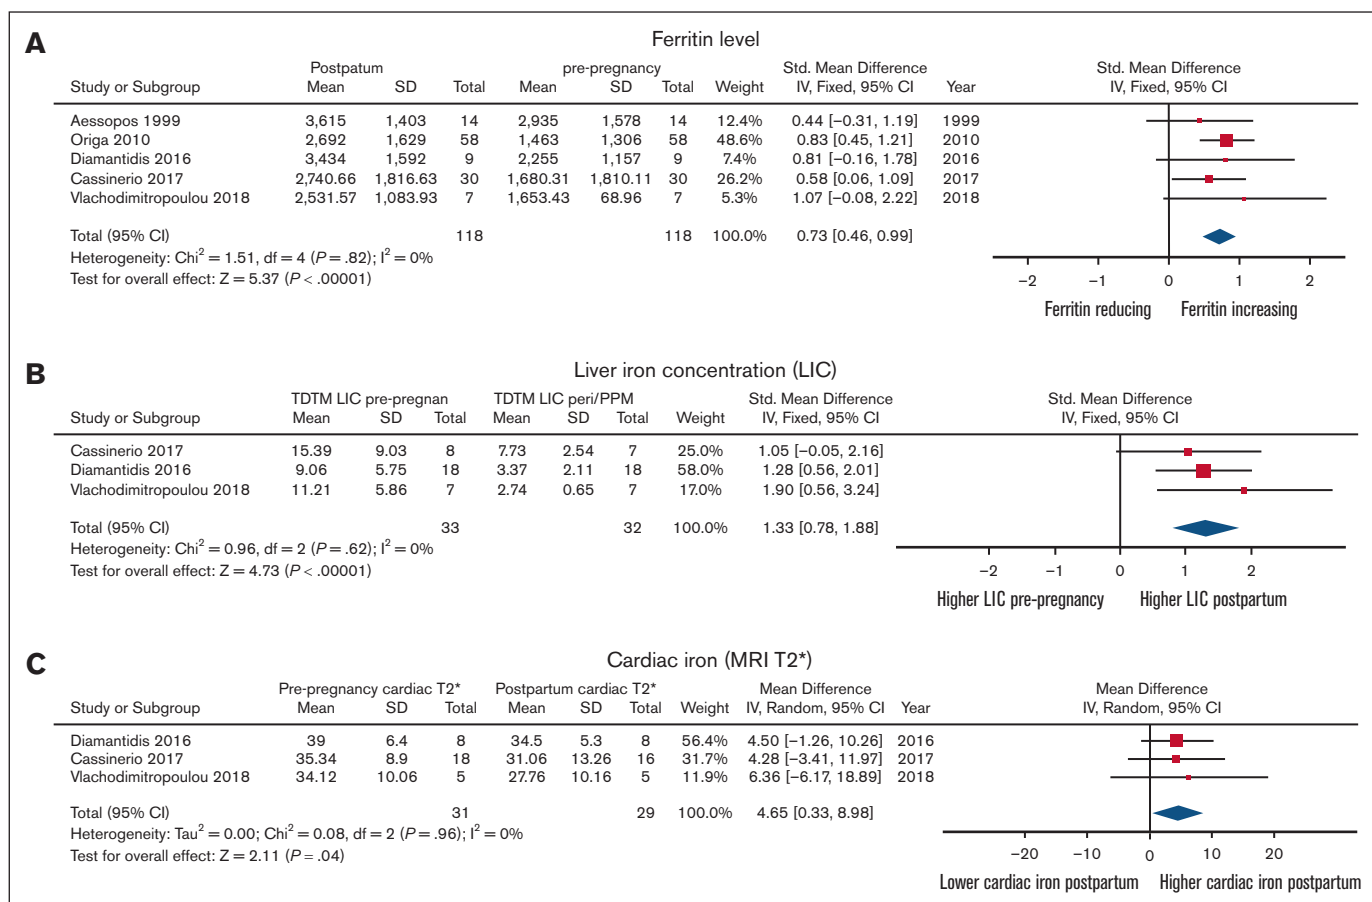 A
Ferritin level
Postpatum pre-pregnancy Std. Mean Difference Std. Mean Difference
Study or Subgroup Mean SD Total Mean SD Total Weight IV, Fixed, 95% CI Year IV, Fixed, 95% CI
Aessopos 1999 3,615 1,403 14 2,935 1,578 14 12.4% 0.44 [−0.31, 1.19] 1999
Origa 2010 2,692 1,629 58 1,463 1,306 58 48.6% 0.83 [0.45, 1.21] 2010
Diamantidis 2016 3,434 1,592 9 2,255 1,157 9 7.4% 0.81 [−0.16, 1.78] 2016
Cassinerio 2017 2,740.66 1,816.63 30 1,680.31 1,810.11 30 26.2% 0.58 [0.06, 1.09] 2017
Vlachodimitropoulou 2018 2,531.57 1,083.93 7 1,653.43 68.96 7 5.3% 1.07 [−0.08, 2.22] 2018
Total (95% CI) 118 118 100.0% 0.73 [0.46, 0.99]
Heterogeneity: Chi² = 1.51, df = 4 (P = .82); I² = 0%
Test for overall effect: Z = 5.37 (P < .00001)
−2 −1 0 1 2
Ferritin reducing Ferritin increasing
B
Liver iron concentration (LIC)
TDTM LIC pre-pregnan TDTM LIC peri/PPM Std. Mean Difference Std. Mean Difference
Study or Subgroup Mean SD Total Mean SD Total Weight IV, Fixed, 95% CI IV, Fixed, 95% CI
Cassinerio 2017 15.39 9.03 8 7.73 2.54 7 25.0% 1.05 [−0.05, 2.16]
Diamantidis 2016 9.06 5.75 18 3.37 2.11 18 58.0% 1.28 [0.56, 2.01]
Vlachodimitropoulou 2018 11.21 5.86 7 2.74 0.65 7 17.0% 1.90 [0.56, 3.24]
Total (95% CI) 33 32 100.0% 1.33 [0.78, 1.88]
Heterogeneity: Chi² = 0.96, df = 2 (P = .62); I² = 0%
Test for overall effect: Z = 4.73 (P < .00001)
−2 −1 0 1 2
Higher LIC pre-pregnancy Higher LIC postpartum
C
Cardiac iron (MRI T2*)
Pre-pregnancy cardiac T2* Postpartum cardiac T2* Mean Difference Mean Difference
Study or Subgroup Mean SD Total Mean SD Total Weight IV, Random, 95% CI Year IV, Random, 95% CI
Diamantidis 2016 39 6.4 8 34.5 5.3 8 56.4% 4.50 [−1.26, 10.26] 2016
Cassinerio 2017 35.34 8.9 18 31.06 13.26 16 31.7% 4.28 [−3.41, 11.97] 2017
Vlachodimitropoulou 2018 34.12 10.06 5 27.76 10.16 5 11.9% 6.36 [−6.17, 18.89] 2018
Total (95% CI) 31 29 100.0% 4.65 [0.33, 8.98]
Heterogeneity: Tau² = 0.00; Chi² = 0.08, df = 2 (P = .96); I² = 0%
Test for overall effect: Z = 2.11 (P = .04)
−20 −10 0 10 20
Lower cardiac iron postpartum Higher cardiac iron postpartum